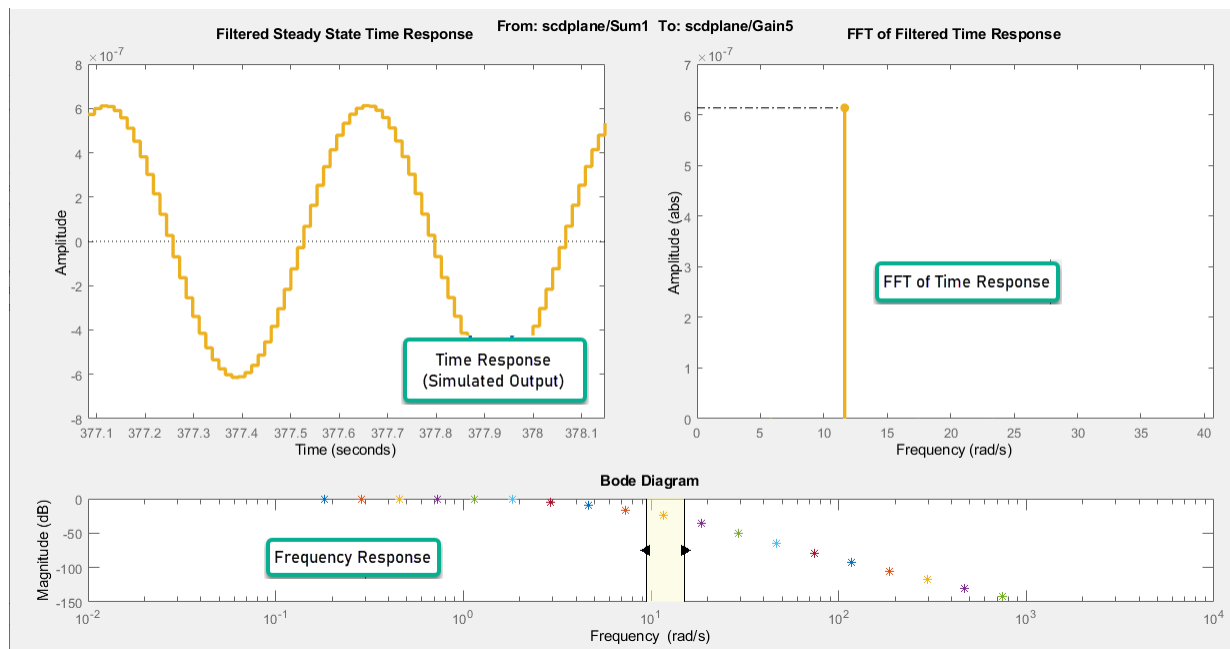 From: scdplane/Sum1 To: scdplane/Gain5
Filtered Steady State Time Response
×10⁻⁷
8
6
4
2
0
-2
-4
-6
-8
Amplitude
377.1 377.2 377.3 377.4 377.5 377.6 377.7 377.8 377.9 378 378.1
Time (seconds)
Time Response
(Simulated Output)
FFT of Filtered Time Response
×10⁻⁷
7
6
5
4
3
2
1
0
Amplitude (abs)
0 5 10 15 20 25 30 35 40
Frequency (rad/s)
FFT of Time Response
Bode Diagram
0
-50
-100
-150
Magnitude (dB)
10⁻² 10⁻¹ 10⁰ 10¹ 10² 10³ 10⁴
Frequency (rad/s)
Frequency Response